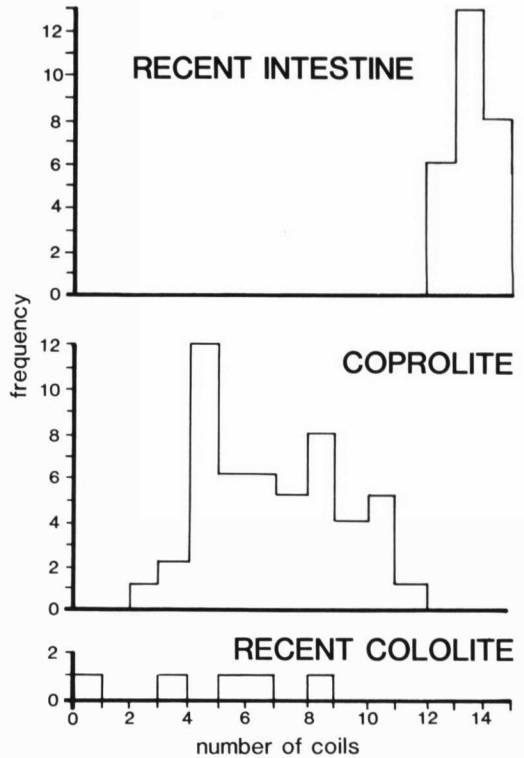 12
10
8
6
4
2
0
RECENT INTESTINE
frequency
12
10
8
6
4
2
0
COPROLITE
2
0
RECENT COLOLITE
0 2 4 6 8 10 12 14
number of coils